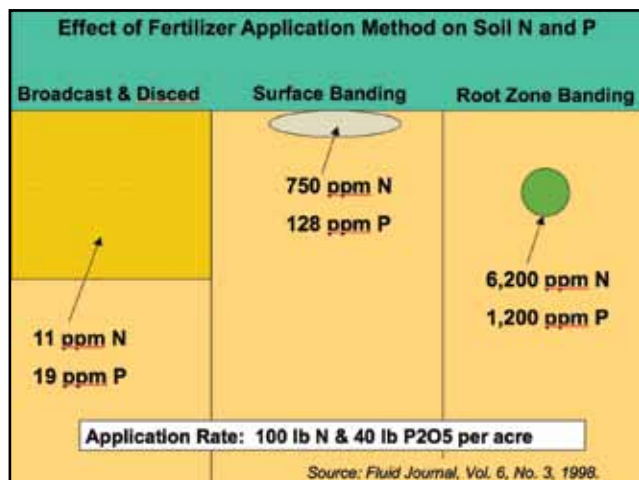 Effect of Fertilizer Application Method on Soil N and P
Broadcast & Disced
Surface Banding
Root Zone Banding
750 ppm N
128 ppm P
6,200 ppm N
1,200 ppm P
11 ppm N
19 ppm P
Application Rate: 100 lb N & 40 lb P2O5 per acre
Source: Fluid Journal, Vol. 6, No. 3, 1998.